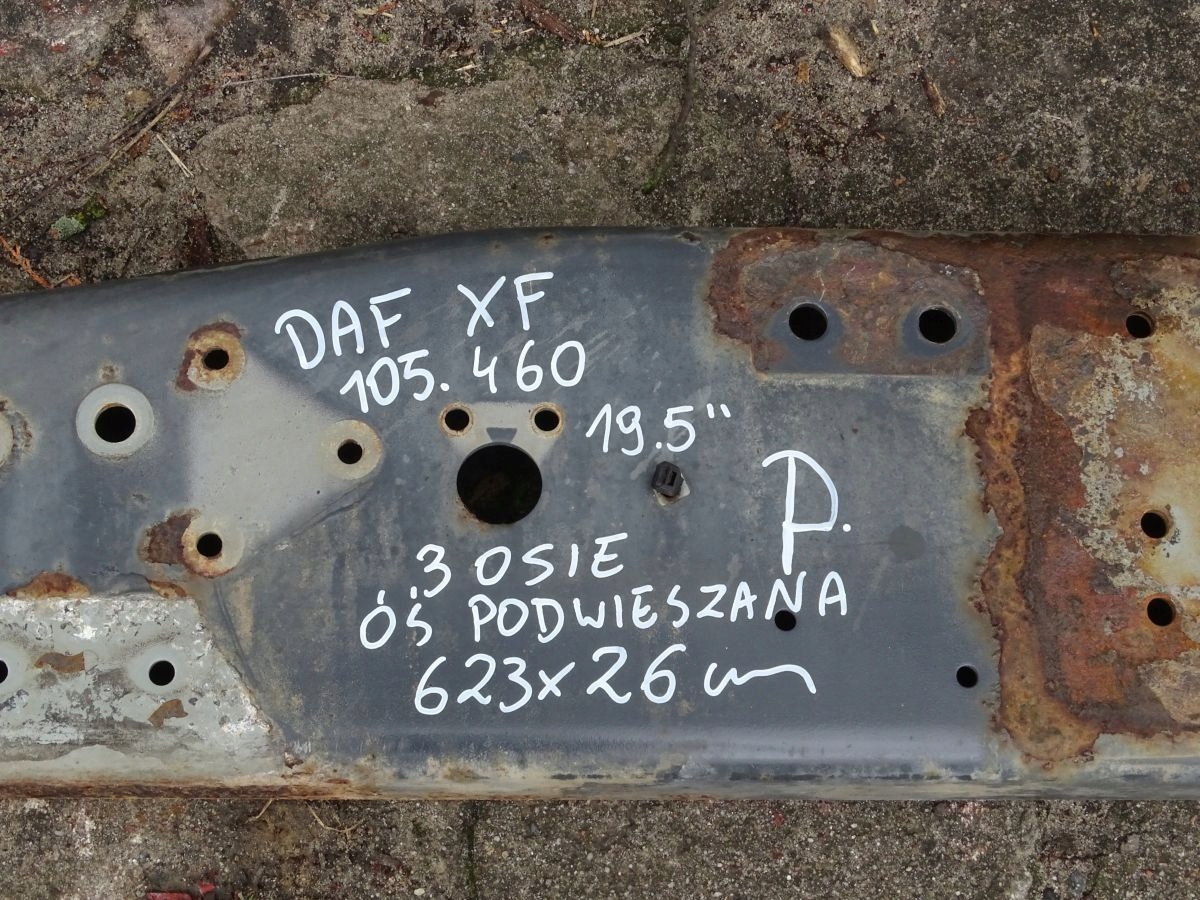 DAF XF
105.460
19.5"
P.
3 OSIE
OŚ PODWIESZANA
623x26 cm